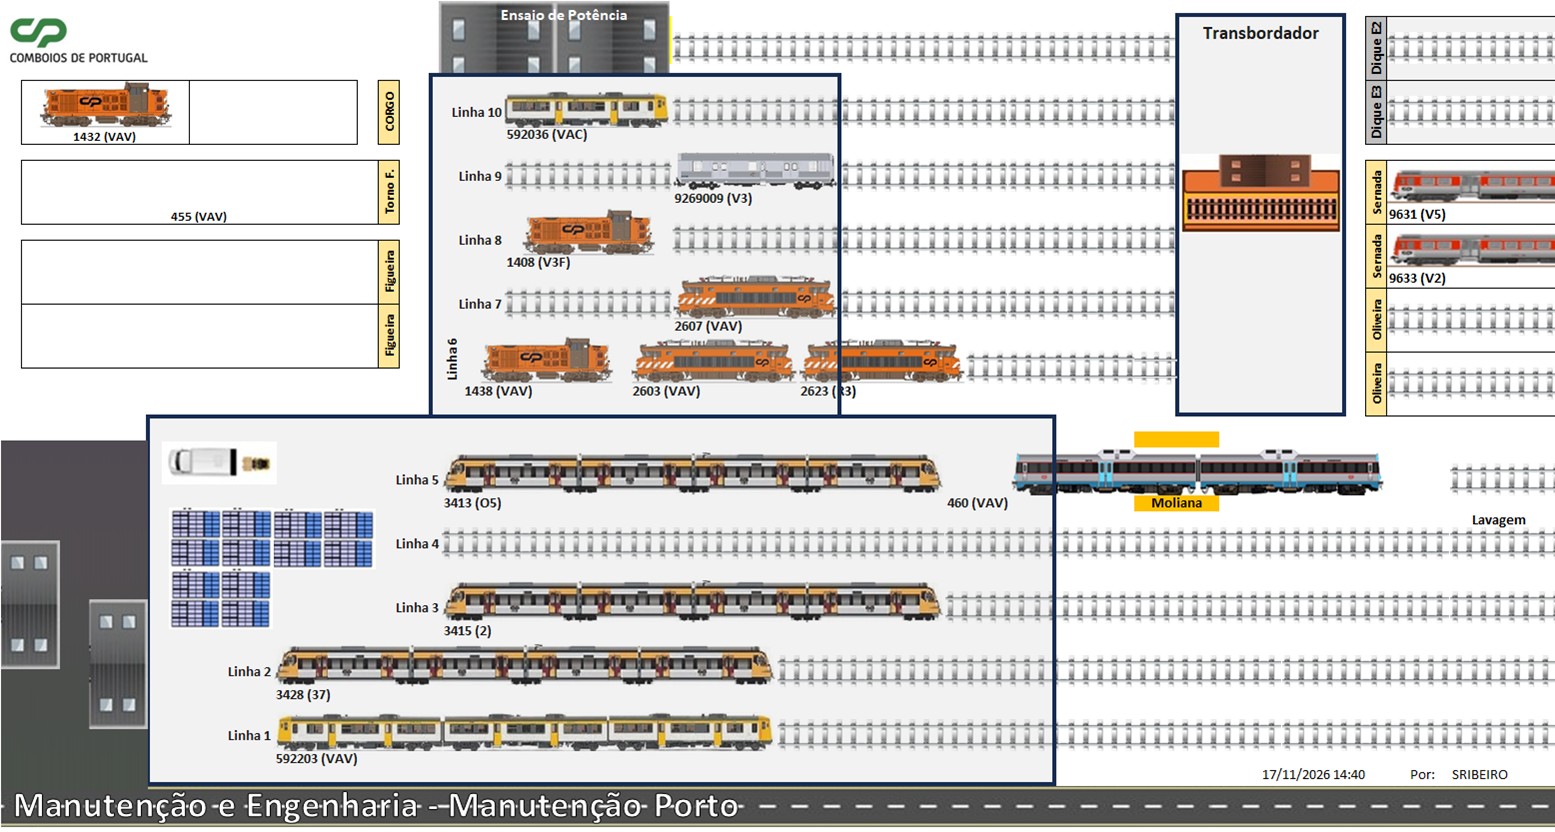 CP
COMBOIOS DE PORTUGAL
Ensaio de Potência
Transbordador
Dique E2
Dique E3
1432 (VAV)
CORGO
455 (VAV)
Torno F.
Figueira
Figueira
Linha 10
592036 (VAC)
Linha 9
9269009 (V3)
Linha 8
1408 (V3F)
Linha 7
2607 (VAV)
Linha 6
1438 (VAV)
2603 (VAV)
2623 (R3)
Sernada
9631 (V5)
Sernada
9633 (V2)
Oliveira
Oliveira
Linha 5
3413 (O5)
460 (VAV)
Moliana
Lavagem
Linha 4
Linha 3
3415 (2)
Linha 2
3428 (37)
Linha 1
592203 (VAV)
17/11/2026 14:40 Por: SRIBEIRO
Manutenção e Engenharia - Manutenção Porto